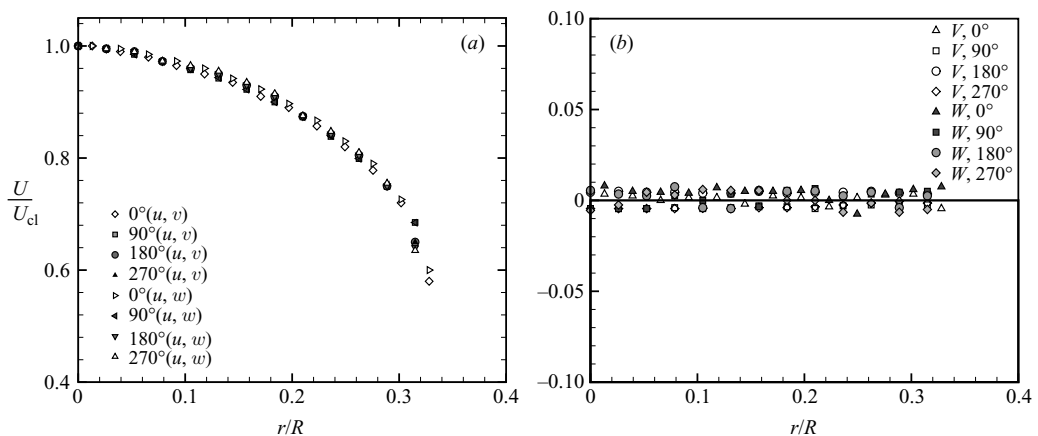 (a)
1.0
0.8
0.6
0.4
U
U_cl
0°(u, v)
90°(u, v)
180°(u, v)
270°(u, v)
0°(u, w)
90°(u, w)
180°(u, w)
270°(u, w)
0 0.1 0.2 0.3 0.4
r/R
(b)
0.10
0.05
0
−0.05
−0.10
V, 0°
V, 90°
V, 180°
V, 270°
W, 0°
W, 90°
W, 180°
W, 270°
0 0.1 0.2 0.3 0.4
r/R